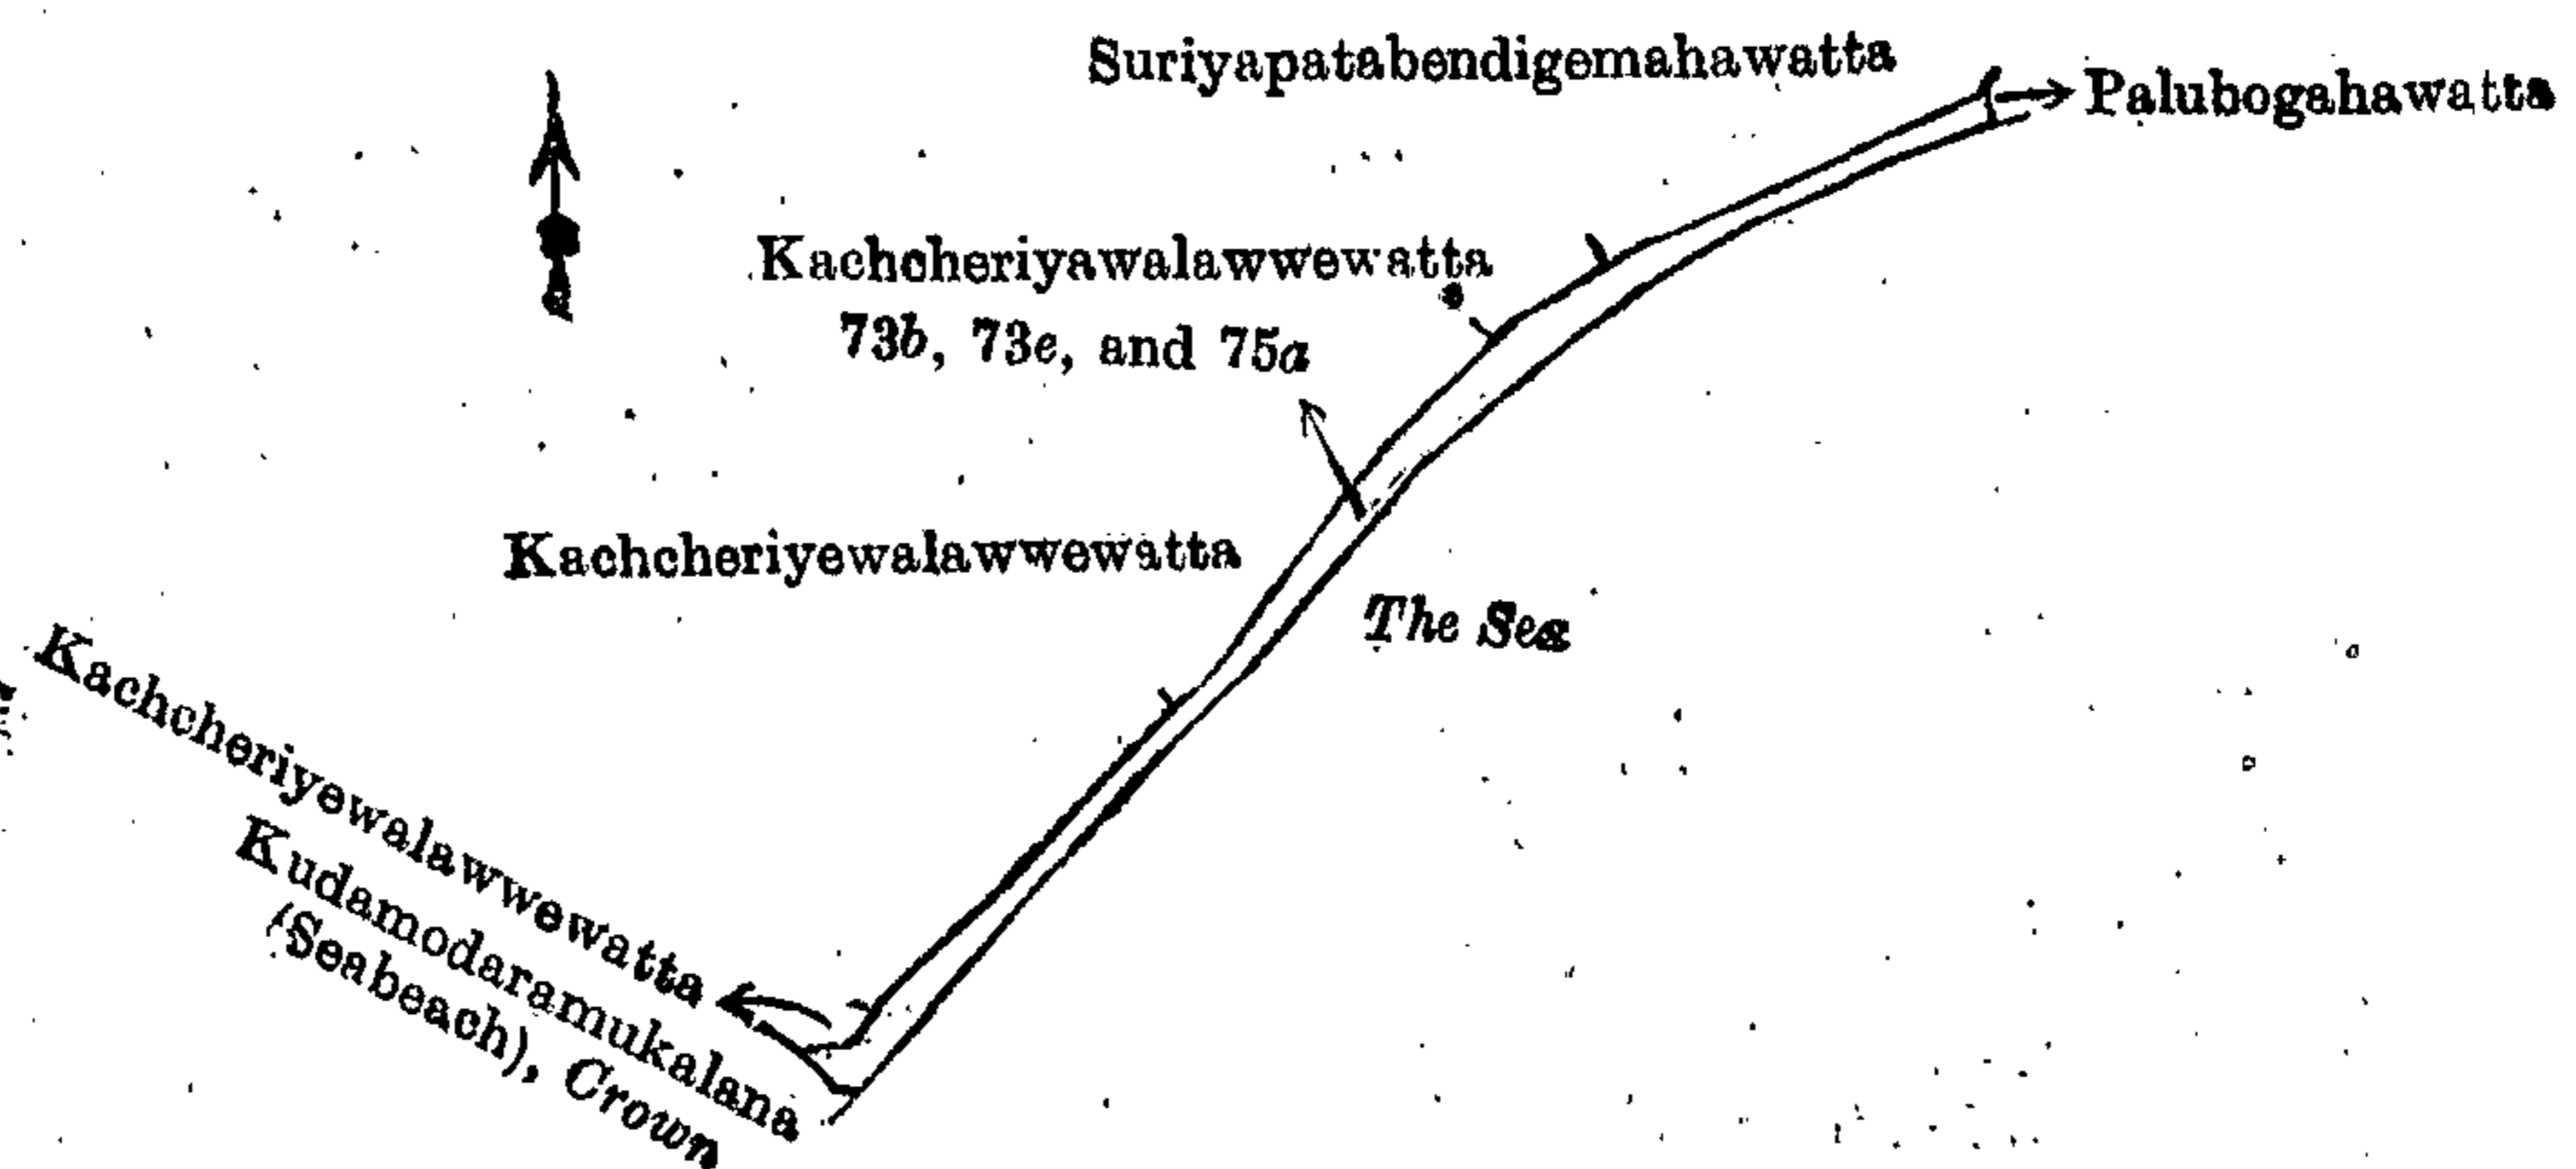 Suriyapatabendigemahawatta
Palubogahawatta
Kachcheriyawalawwewatta
73b, 73e, and 75a
Kachcheriyewalawwewatta
The Sea
Kachcheriyewalawwewatta
Kudamodaramukalana
(Seabeach), Crown